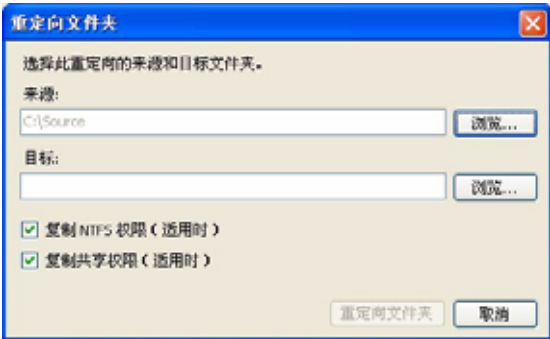 重定向文件夹
选择此重定向的来源和目标文件夹。
来源:
C:\Source
浏览...
目标:
浏览...
复制 NTFS 权限 ( 适用时 )
复制共享权限 ( 适用时 )
重定向文件夹
取消